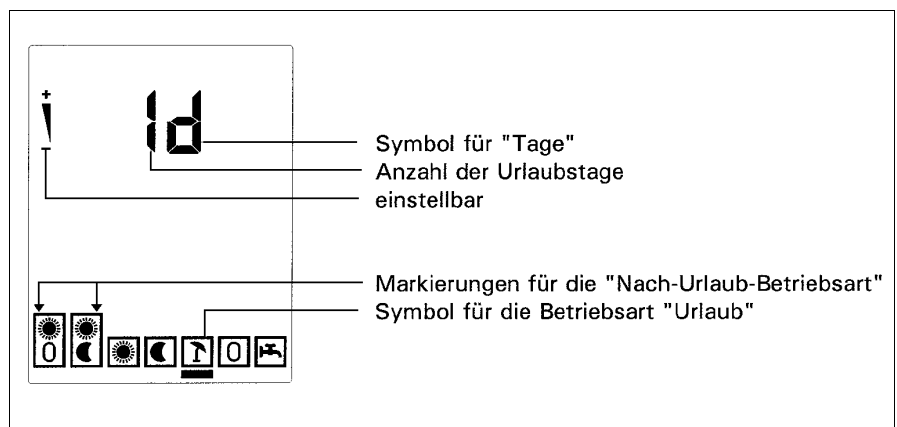 +
1d
–
Symbol für "Tage"
Anzahl der Urlaubstage
einstellbar
Markierungen für die "Nach-Urlaub-Betriebsart"
Symbol für die Betriebsart "Urlaub"
0 0